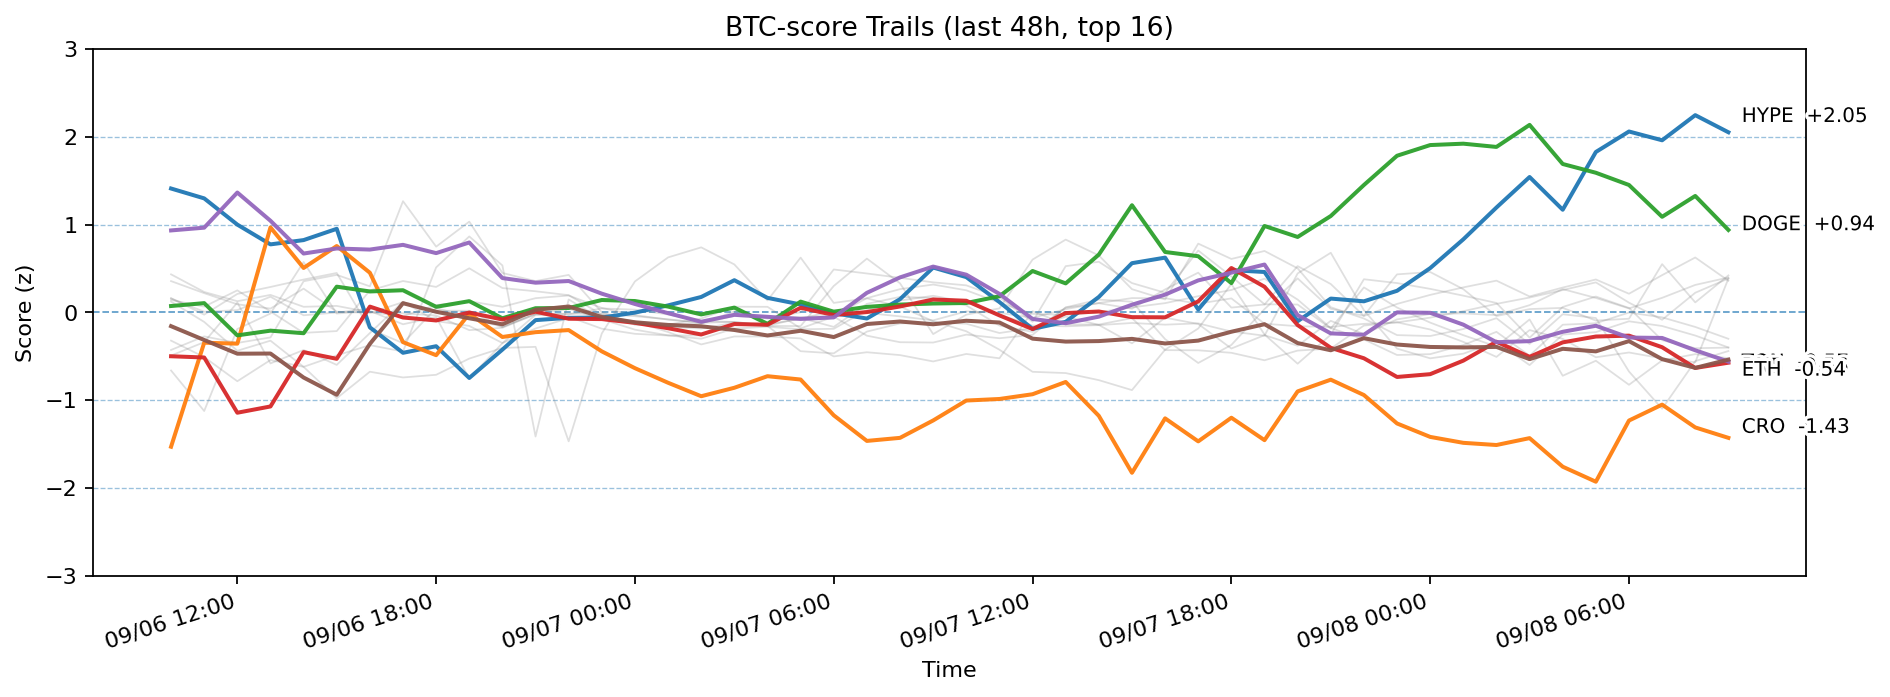 BTC-score Trails (last 48h, top 16)
3
2
1
0
−1
−2
−3
Score (z)
HYPE +2.05
DOGE +0.94
ETH -0.54
CRO -1.43
09/06 12:00
09/06 18:00
09/07 00:00
09/07 06:00
09/07 12:00
09/07 18:00
09/08 00:00
09/08 06:00
Time